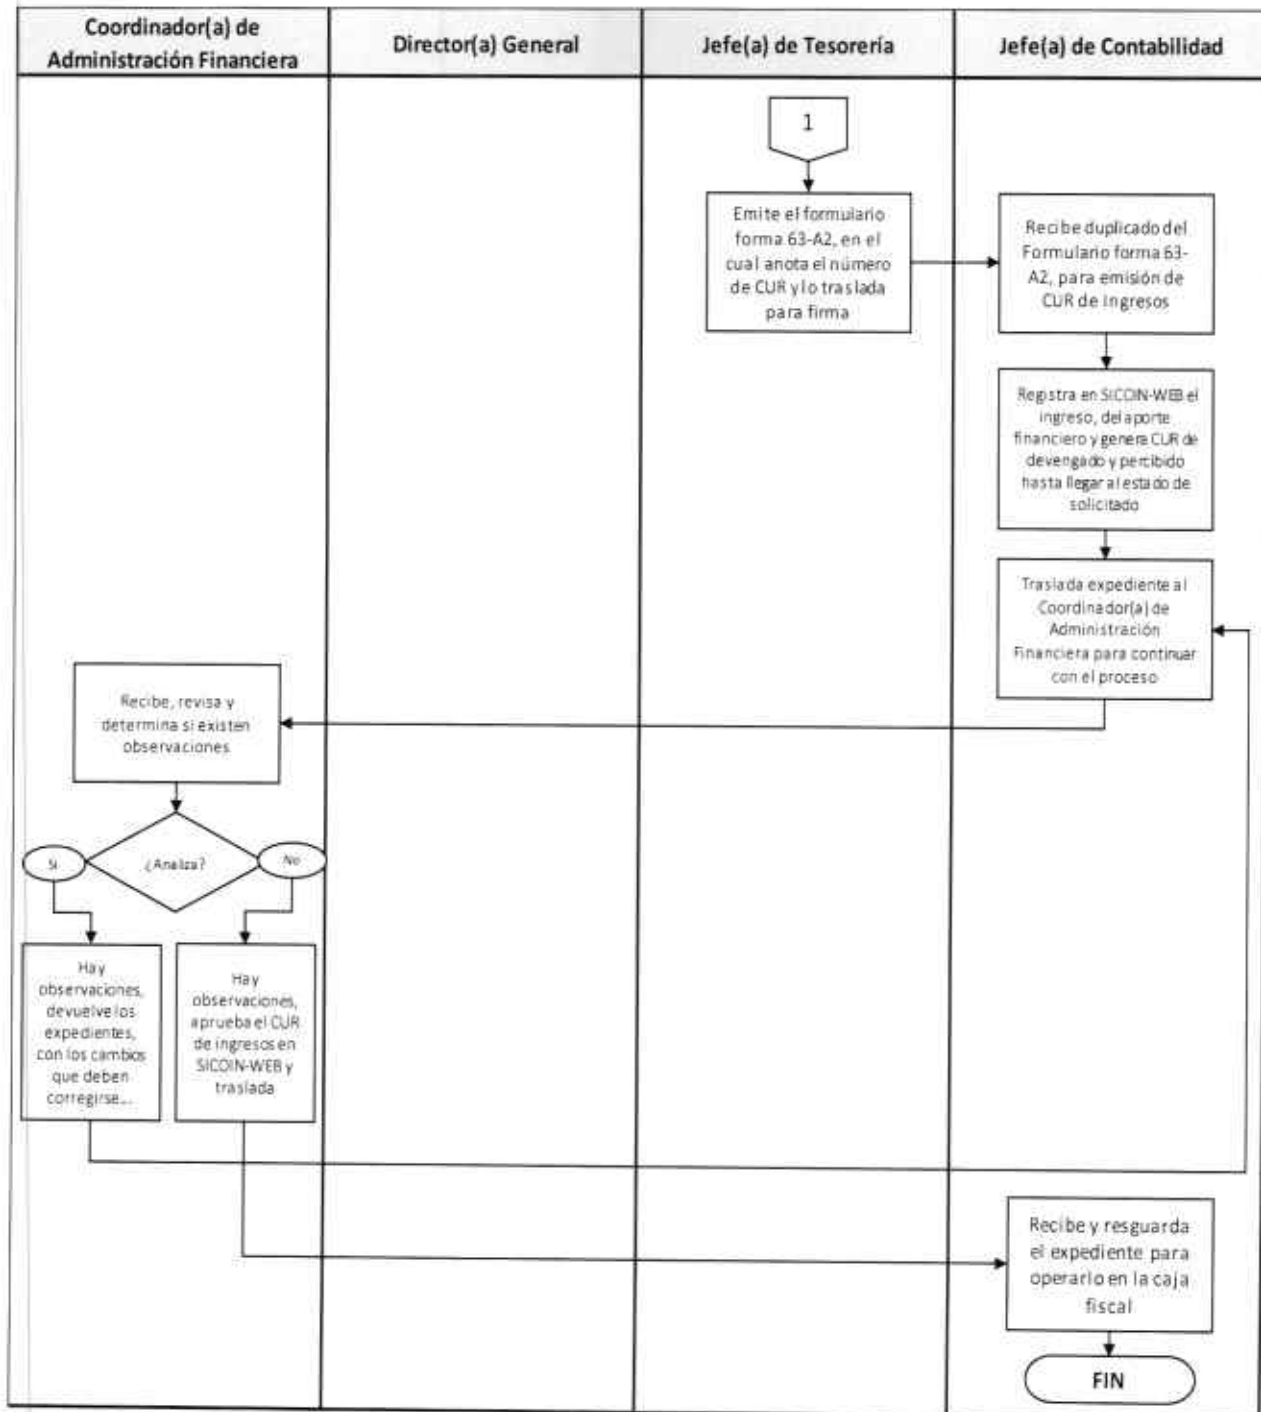 Coordinador(a) de
Administración Financiera
Director(a) General
Jefe(a) de Tesorería
Jefe(a) de Contabilidad
1
Emite el formulario
forma 63-A2, en el
cual anota el número
de CUR y lo traslada
para firma
Recibe duplicado del
Formulario forma 63-
A2, para emisión de
CUR de Ingresos
Registra en SICOIN-WEB el
ingreso, del aporte
financiero y genera CUR de
devengado y percibido
hasta llegar al estado de
solicitado
Traslada expediente al
Coordinador(a) de
Administración
Financiera para continuar
con el proceso
Recibe, revisa y
determina si existen
observaciones
¿Analiza?
Si
No
Hay
observaciones,
devuelve los
expedientes,
con los cambios
que deben
corregirse...
Hay
observaciones,
aprueba el CUR
de ingresos en
SICOIN-WEB y
traslada
Recibe y resguarda
el expediente para
operarlo en la caja
fiscal
FIN